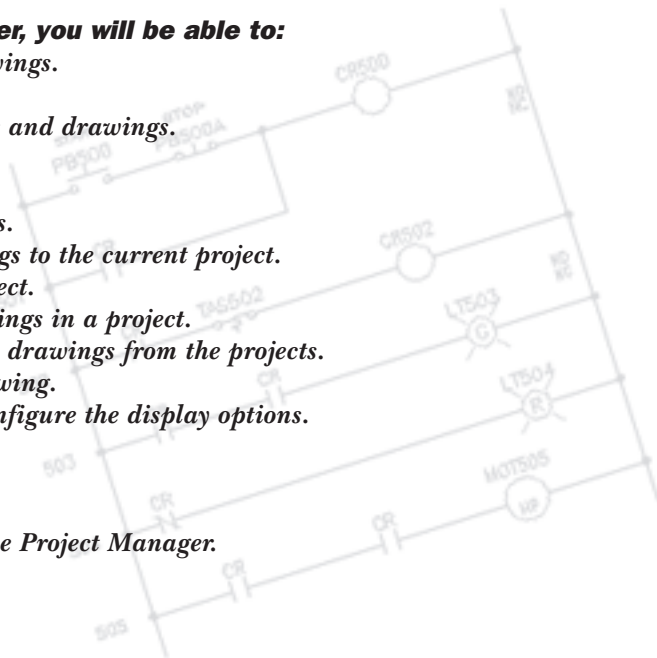 er, you will be able to:
wings.
and drawings.
s.
gs to the current project.
ect.
ings in a project.
drawings from the projects.
wing.
nfigure the display options.
e Project Manager.
CR500
STOP
PB500
PB500A
CR
CR502
TAS502
LT503
G
CR
LT504
R
503
CR
MOT505
CR
CR
505